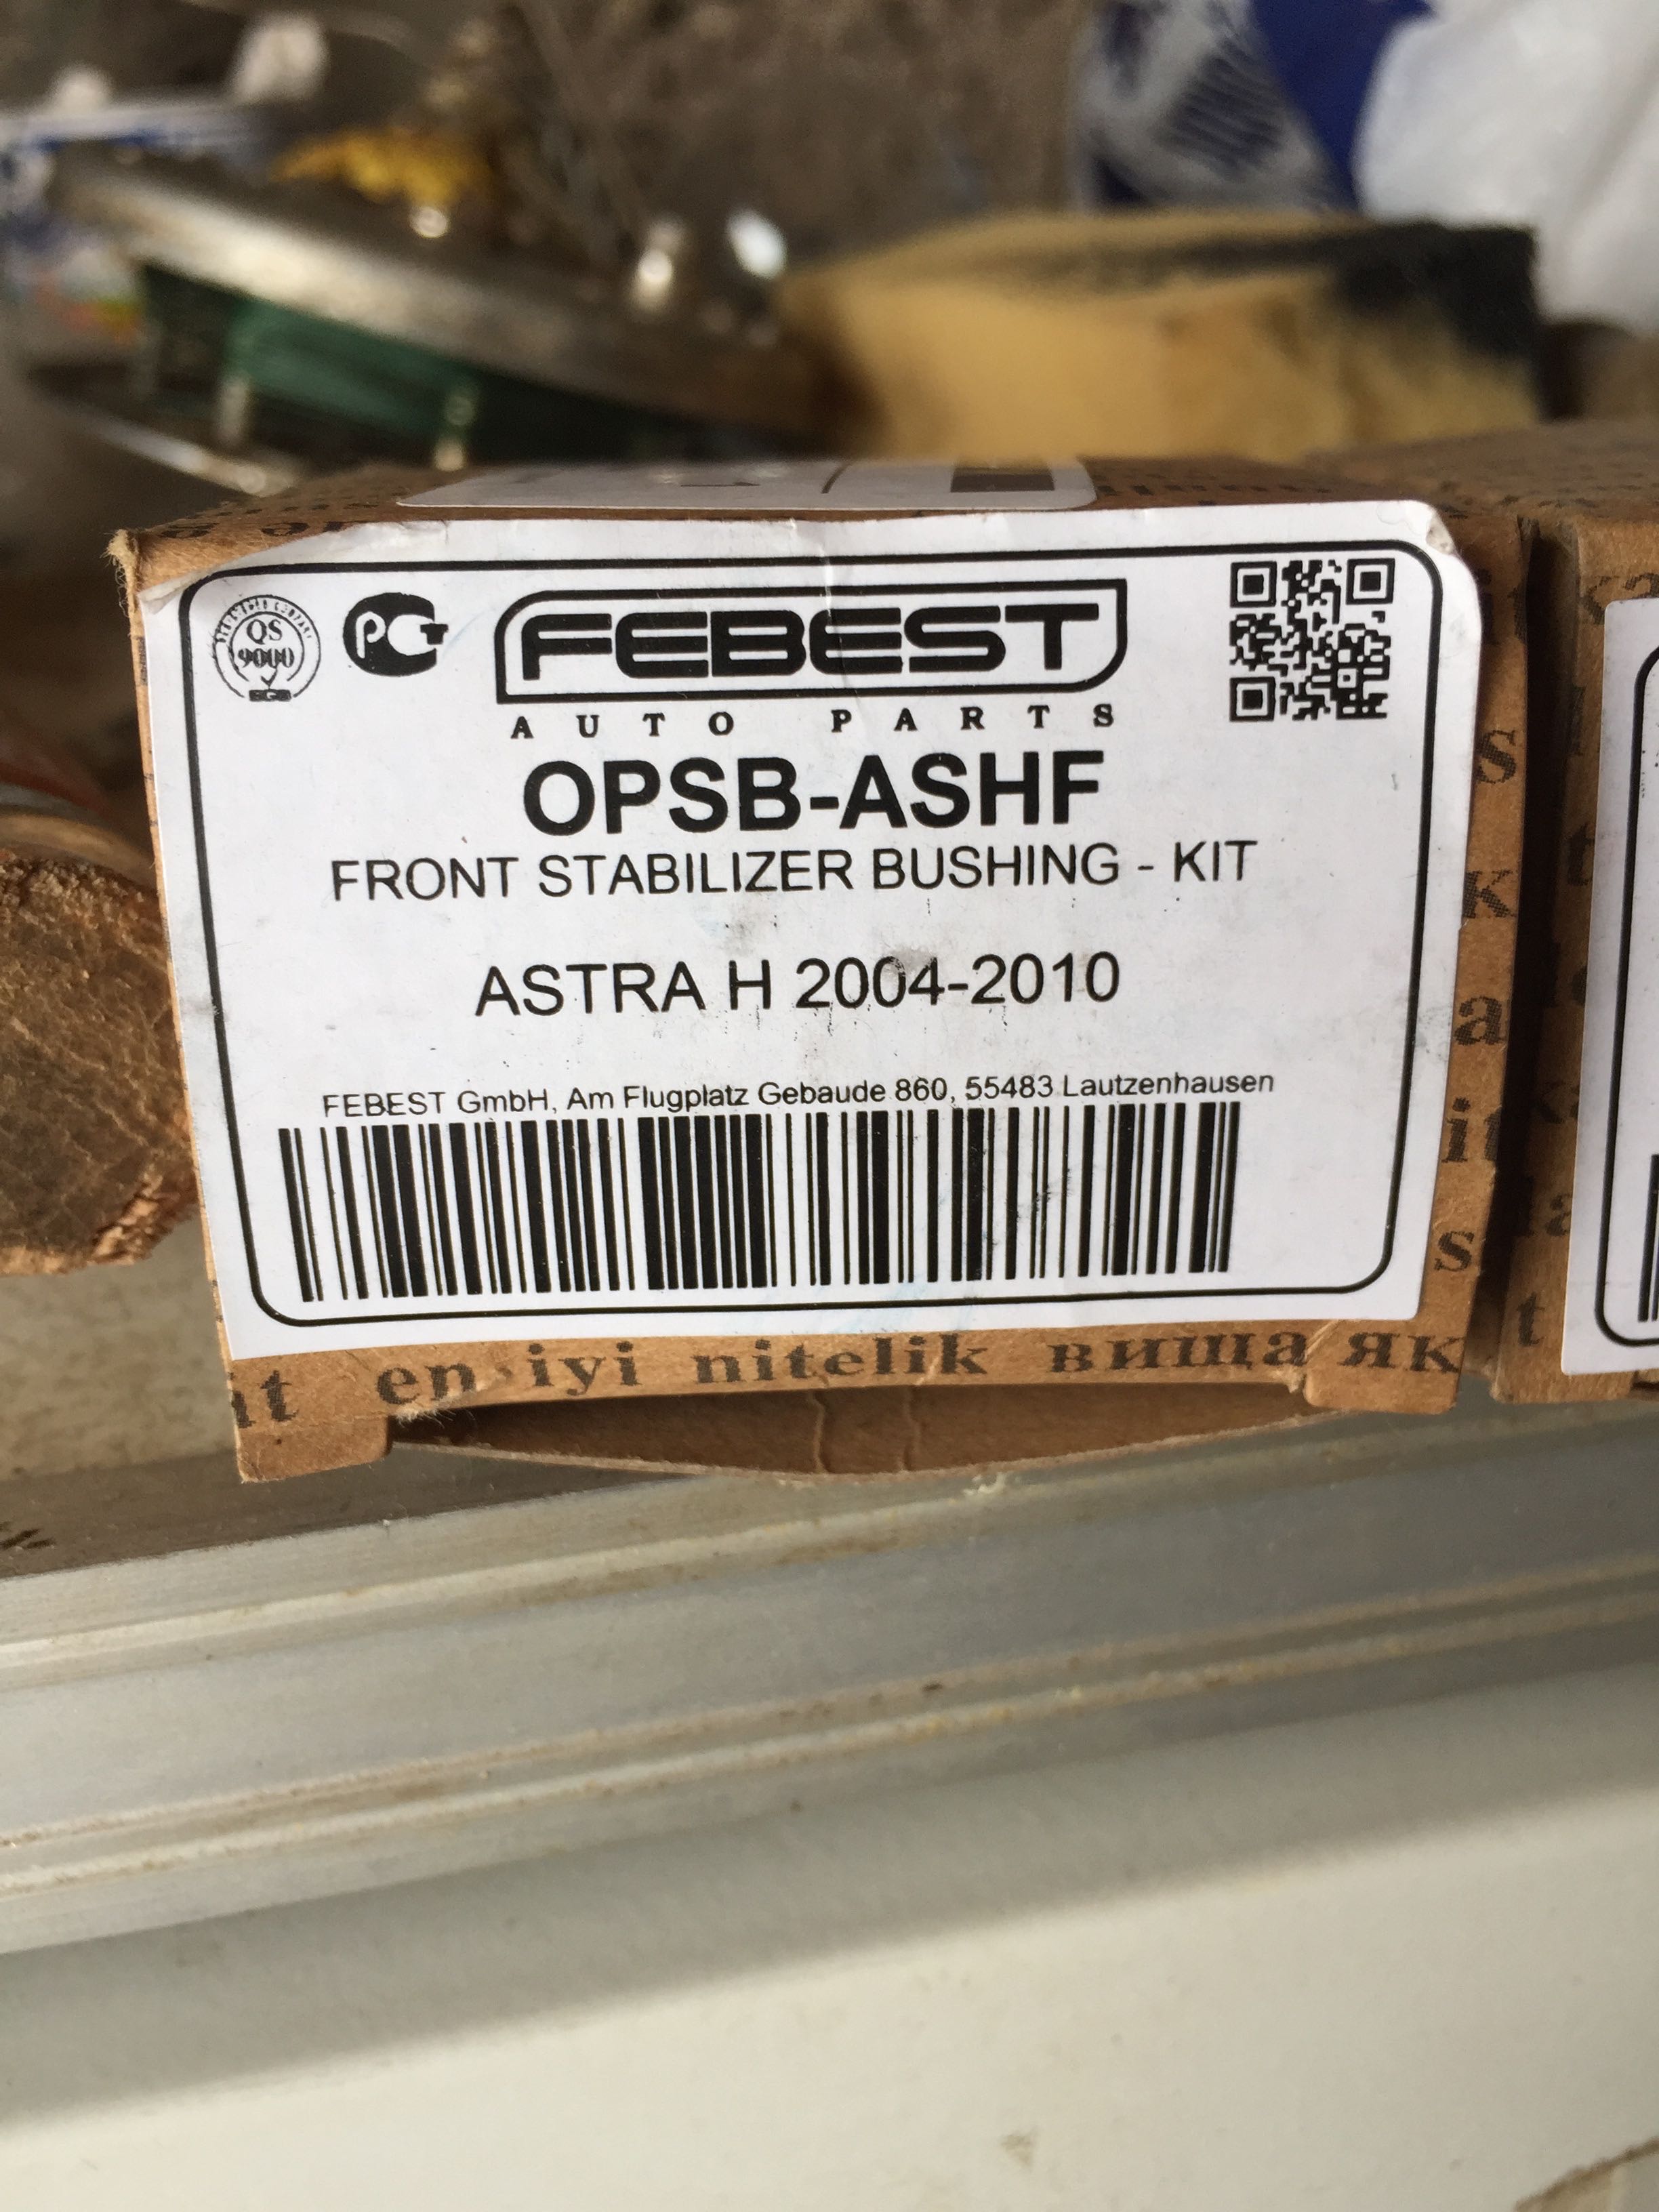 QS
9000
РСТ
FEBEST
AUTO PARTS
OPSB-ASHF
FRONT STABILIZER BUSHING - KIT
ASTRA H 2004-2010
FEBEST GmbH, Am Flugplatz Gebaude 860, 55483 Lautzenhausen
en iyi nitelik вища як